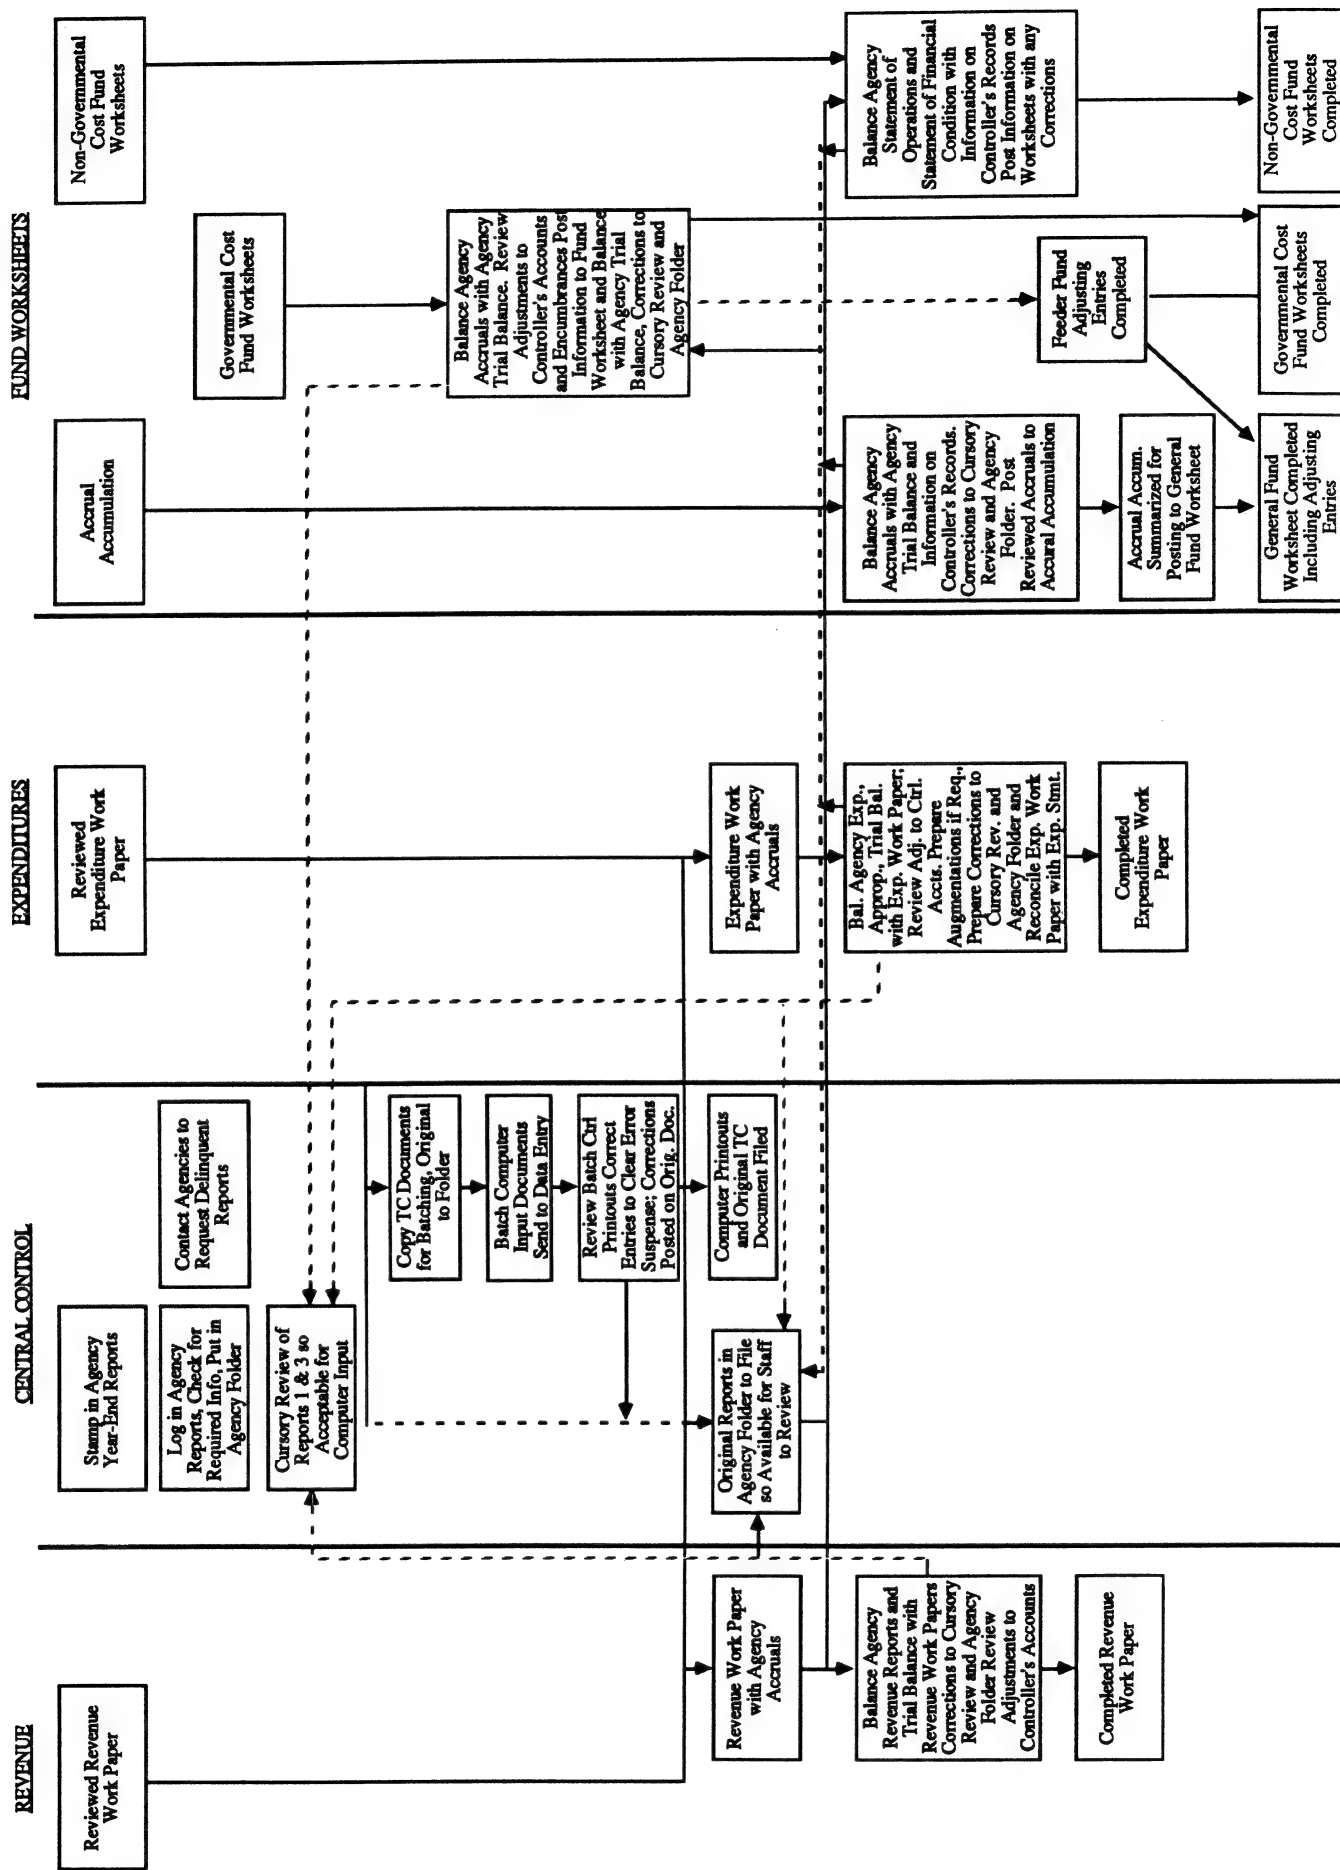 REVENUE
Reviewed Revenue
Work Paper
Revenue Work Paper
with Agency
Accruals
Balance Agency
Revenue Reports and
Trial Balance with
Revenue Work Papers
Corrections to Cursory
Review and Agency
Folder Review
Adjustments to
Controller's Accounts
Completed Revenue
Work Paper
CENTRAL CONTROL
Stamp in Agency
Year-End Reports
Log in Agency
Reports, Check for
Required Info, Put in
Agency Folder
Contact Agencies to
Request Delinquent
Reports
Cursory Review of
Reports 1 & 3 so
Acceptable for
Computer Input
Copy TC Documents
for Batching, Original
to Folder
Batch Computer
Input Documents
Send to Data Entry
Review Batch Ctrl
Printouts Correct
Entries to Clear Error
Suspense; Corrections
Posted on Orig. Doc.
Computer Printouts
and Original TC
Document Filed
Original Reports in
Agency Folder to File
so Available for Staff
to Review
EXPENDITURES
Reviewed
Expenditure Work
Paper
Expenditure Work
Paper with Agency
Accruals
Bal. Agency Exp.,
Approp., Trial Bal.
with Exp. Work Paper;
Review Adj. to Ctrl.
Accts. Prepare
Augmentations if Req.,
Prepare Corrections to
Cursory Rev. and
Agency Folder and
Reconcile Exp. Work
Paper with Exp. Stmt.
Completed
Expenditure Work
Paper
FUND WORKSHEETS
Accrual
Accumulation
Balance Agency
Accruals with Agency
Trial Balance and
Information on
Controller's Records.
Corrections to Cursory
Review and Agency
Folder. Post
Reviewed Accruals to
Accural Accumulation
Accrual Accum.
Summarized for
Posting to General
Fund Worksheet
General Fund
Worksheet Completed
Including Adjusting
Entries
Governmental Cost
Fund Worksheets
Balance Agency
Accruals with Agency
Trial Balance. Review
Adjustments to
Controller's Accounts
and Encumbrances Post
Information to Fund
Worksheet and Balance
with Agency Trial
Balance, Corrections to
Cursory Review and
Agency Folder
Feeder Fund
Adjusting
Entries
Completed
Governmental Cost
Fund Worksheets
Completed
Non-Governmental
Cost Fund
Worksheets
Balance Agency
Statement of
Operations and
Statement of Financial
Condition with
Information on
Controller's Records
Post Information on
Worksheets with any
Corrections
Non-Governmental
Cost Fund
Worksheets
Completed